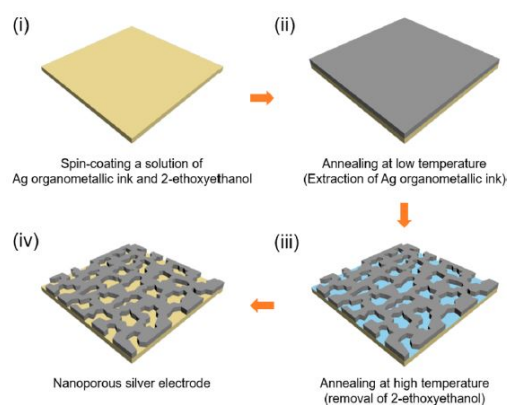 (i)
Spin-coating a solution of
Ag organometallic ink and 2-ethoxyethanol
(ii)
Annealing at low temperature
(Extraction of Ag organometallic ink)
(iii)
Annealing at high temperature
(removal of 2-ethoxyethanol)
(iv)
Nanoporous silver electrode